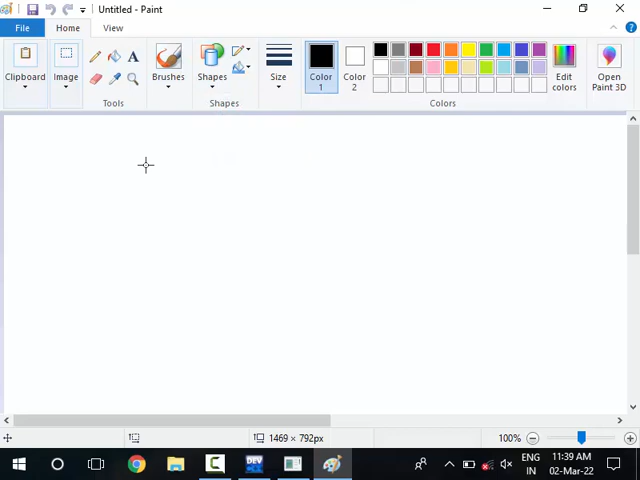 Untitled - Paint
File Home View
Clipboard Image Tools Brushes Shapes Shapes Size Color 1 Color 2 Colors Edit colors Open Paint 3D
1469 × 792px 100%
DEV
ENG IN
11:39 AM
02-Mar-22